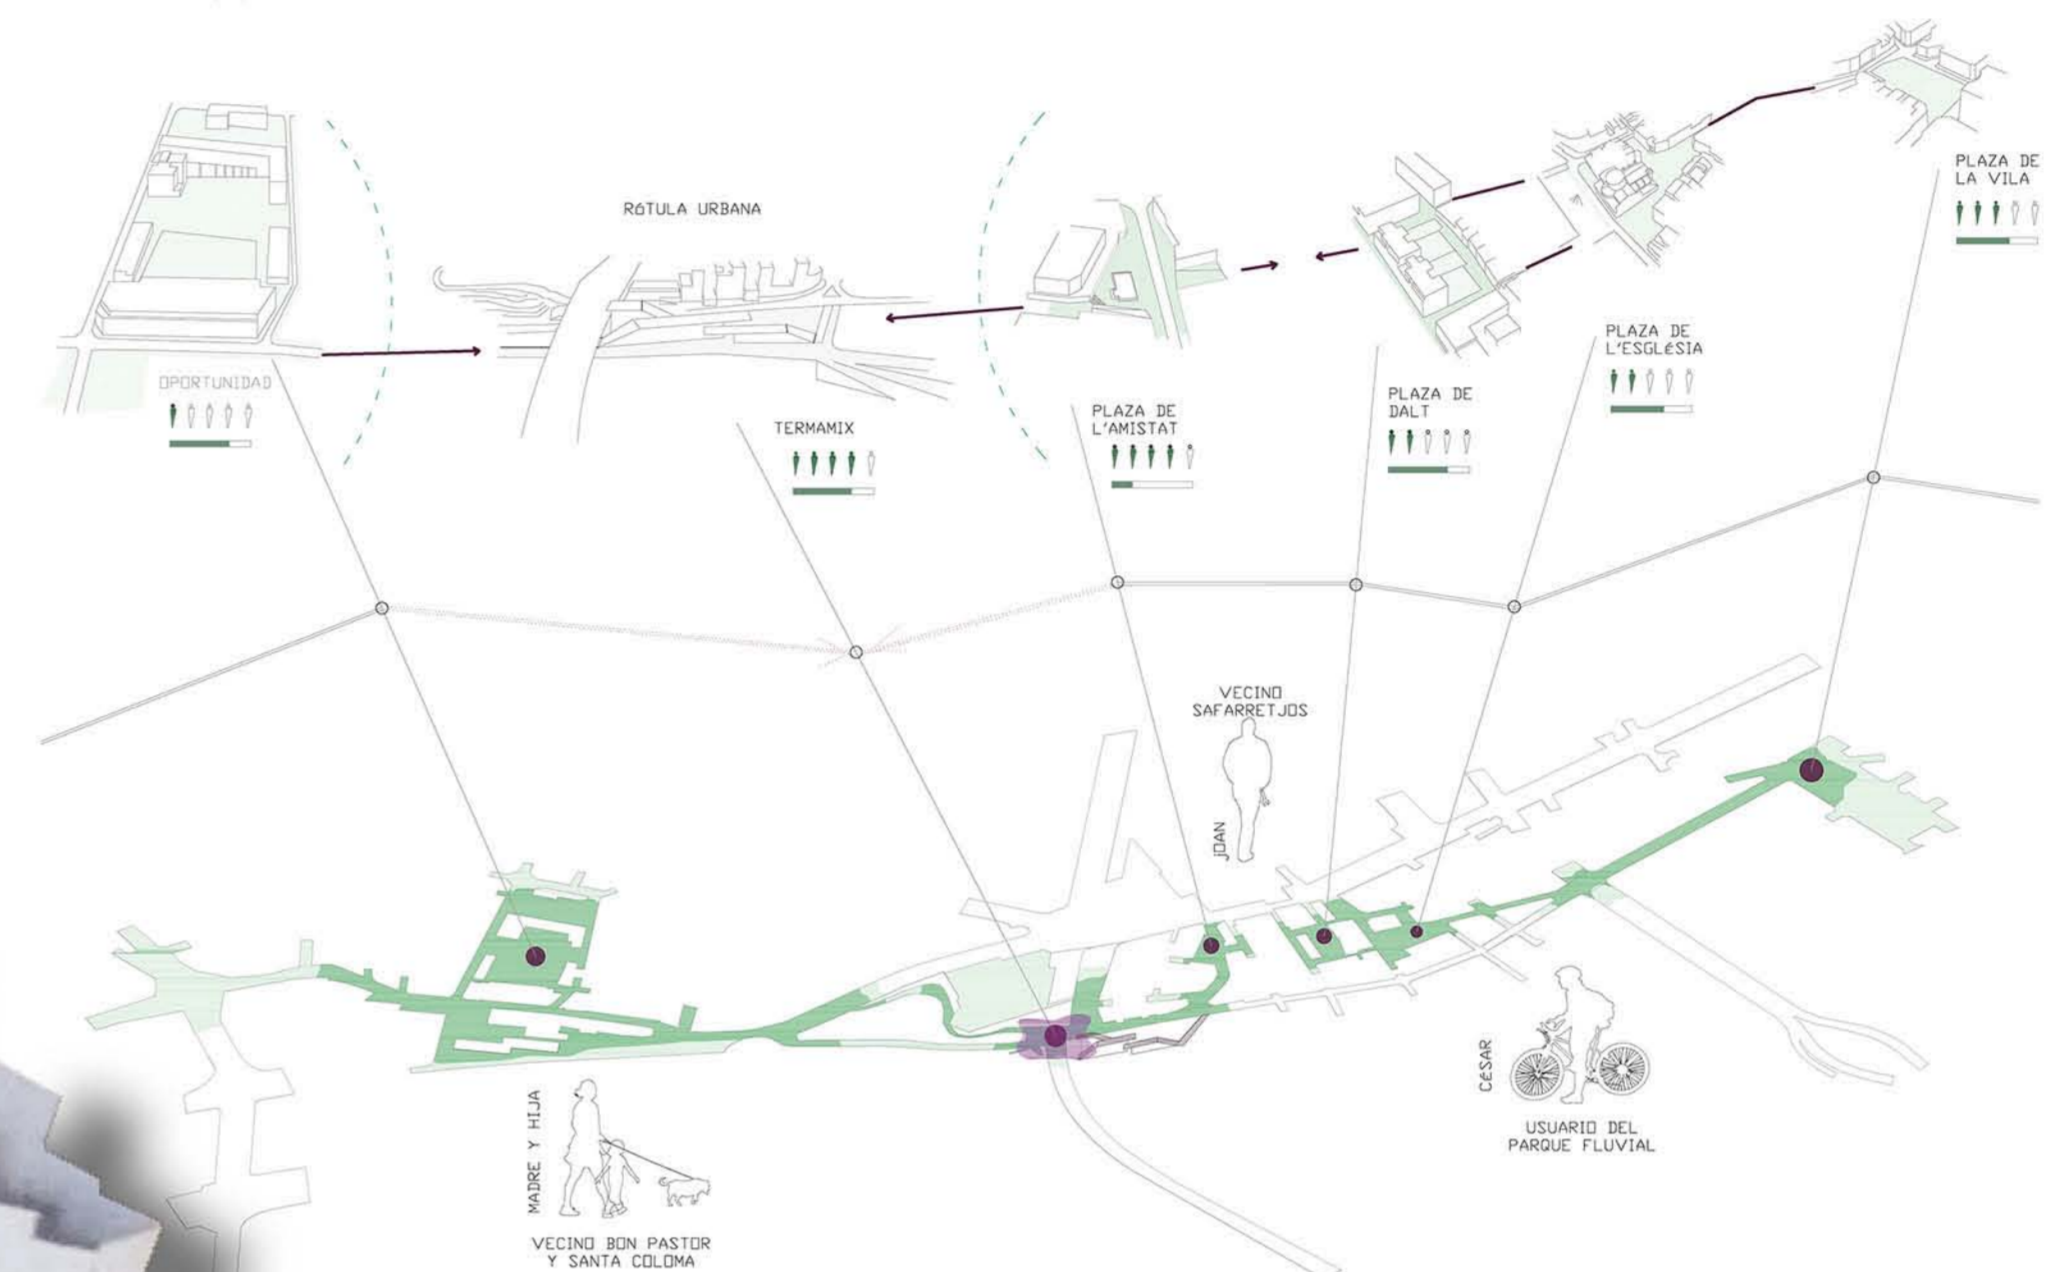 RÓTULA URBANA
PLAZA DE
LA VILA
OPORTUNIDAD
TERMAMIX
PLAZA DE
L'AMISTAT
PLAZA DE
DALT
PLAZA DE
L'ESGLÉSIA
VECINO
SAFARRETJOS
JOAN
MADRE Y HIJA
VECINO BON PASTOR
Y SANTA COLOMA
CÉSAR
USUARIO DEL
PARQUE FLUVIAL